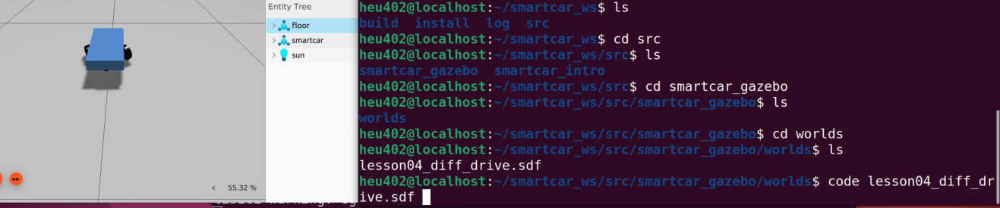 Entity Tree
floor
smartcar
sun
55.32 %
heu402@localhost:~/smartcar_ws$ ls
build  install  log  src
heu402@localhost:~/smartcar_ws$ cd src
heu402@localhost:~/smartcar_ws/src$ ls
smartcar_gazebo  smartcar_intro
heu402@localhost:~/smartcar_ws/src$ cd smartcar_gazebo
heu402@localhost:~/smartcar_ws/src/smartcar_gazebo$ ls
worlds
heu402@localhost:~/smartcar_ws/src/smartcar_gazebo$ cd worlds
heu402@localhost:~/smartcar_ws/src/smartcar_gazebo/worlds$ ls
lesson04_diff_drive.sdf
heu402@localhost:~/smartcar_ws/src/smartcar_gazebo/worlds$ code lesson04_diff_dr
ive.sdf